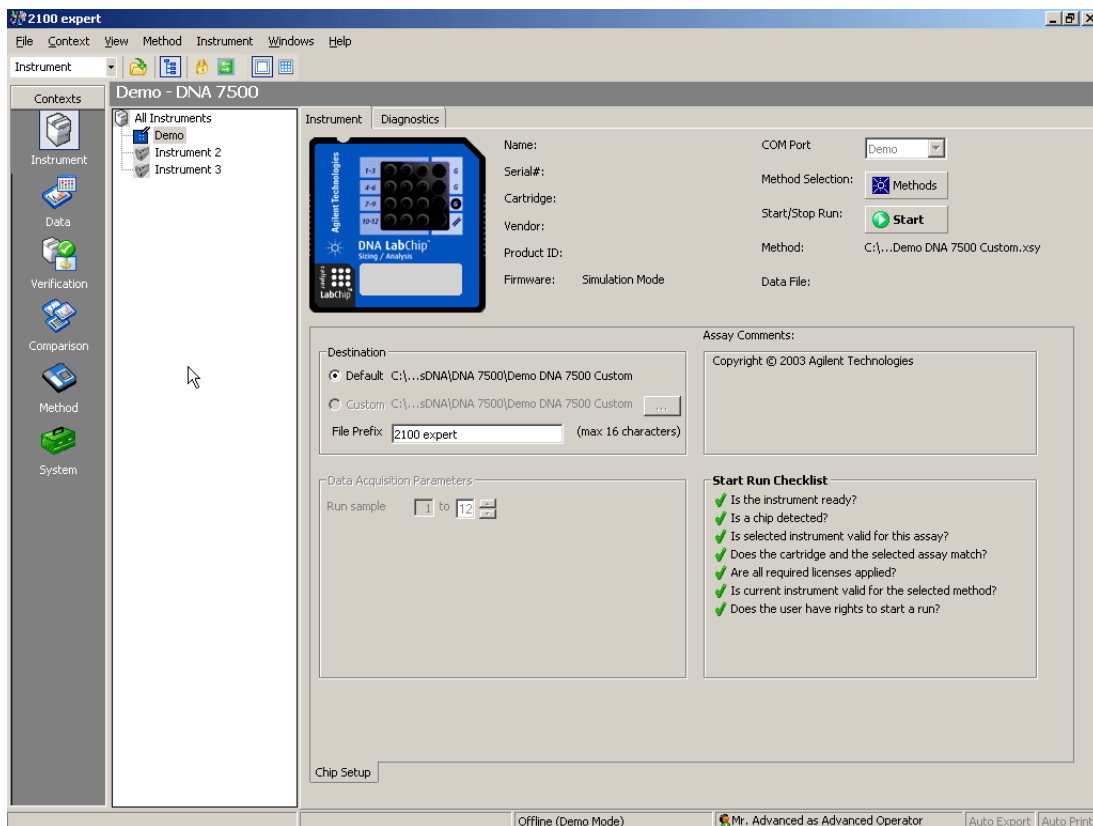 2100 expert
File Context View Method Instrument Windows Help
Instrument
Contexts
Instrument
Data
Verification
Comparison
Method
System
Demo - DNA 7500
All Instruments
Demo
Instrument 2
Instrument 3
Instrument Diagnostics
Agilent Technologies
1-3 G
4-6 G
7-9 G
10-12
DNA LabChip
Sizing / Analysis
caliper
LabChip
Name:
Serial#:
Cartridge:
Vendor:
Product ID:
Firmware: Simulation Mode
COM Port Demo
Method Selection: Methods
Start/Stop Run: Start
Method: C:\...Demo DNA 7500 Custom.xsy
Data File:
Destination
Default C:\...sDNA\DNA 7500\Demo DNA 7500 Custom
Custom C:\...sDNA\DNA 7500\Demo DNA 7500 Custom ...
File Prefix 2100 expert (max 16 characters)
Assay Comments:
Copyright © 2003 Agilent Technologies
Data Acquisition Parameters
Run sample 1 to 12
Start Run Checklist
Is the instrument ready?
Is a chip detected?
Is selected instrument valid for this assay?
Does the cartridge and the selected assay match?
Are all required licenses applied?
Is current instrument valid for the selected method?
Does the user have rights to start a run?
Chip Setup
Offline (Demo Mode) Mr. Advanced as Advanced Operator Auto Export Auto Print